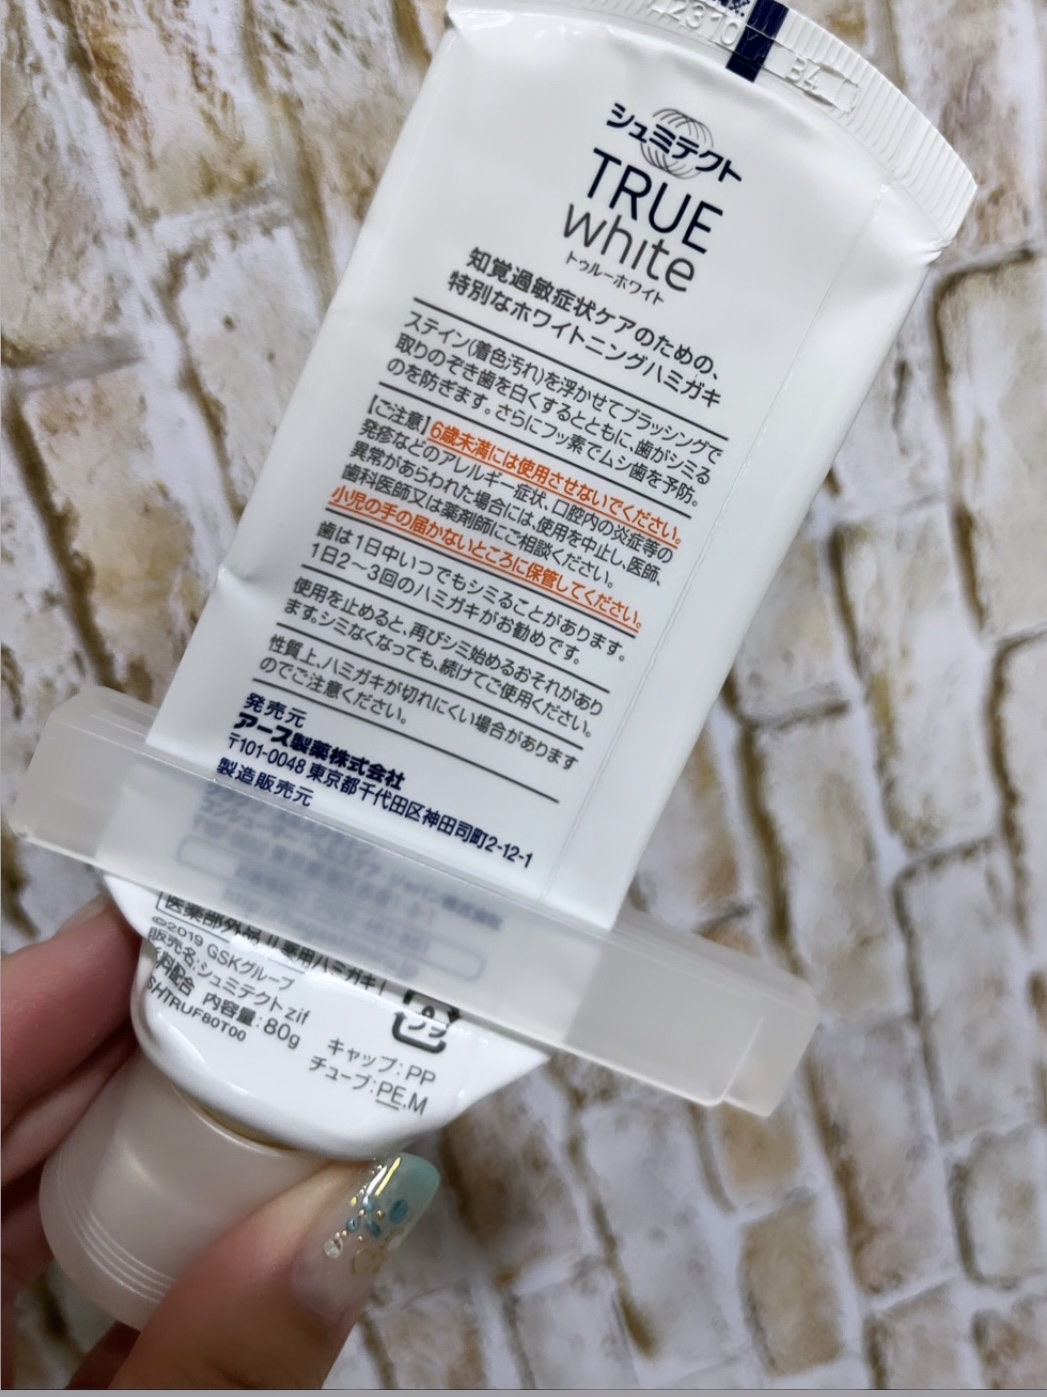 シュミテクト
TRUE
white
トゥルーホワイト
知覚過敏症状ケアのための、
特別なホワイトニングハミガキ
ステイン(着色汚れ)を浮かせてブラッシングで
取りのぞき歯を白くするとともに、歯がシミる
のを防ぎます。さらにフッ素でムシ歯を予防。
【ご注意】6歳未満には使用させないでください。
発疹などのアレルギー症状、口腔内の炎症等の
異常があらわれた場合には、使用を中止し、医師、
歯科医師又は薬剤師にご相談ください。
小児の手の届かないところに保管してください。
歯は1日中いつでもシミることがあります。
1日2〜3回のハミガキがお勧めです。
使用を止めると、再びシミ始めるおそれがあり
ます。シミなくなっても、続けてご使用ください。
性質上、ハミガキが切れにくい場合があります
のでご注意ください。
発売元
アース製薬株式会社
〒101-0048 東京都千代田区神田司町2-12-1
製造販売元
[医薬部外品] [薬用ハミガキ]
©2019 GSKグループ
販売名:シュミテクトzif
料配合 内容量:80g
SHTRUF80T00
キャップ:PP
チューブ:PE,M